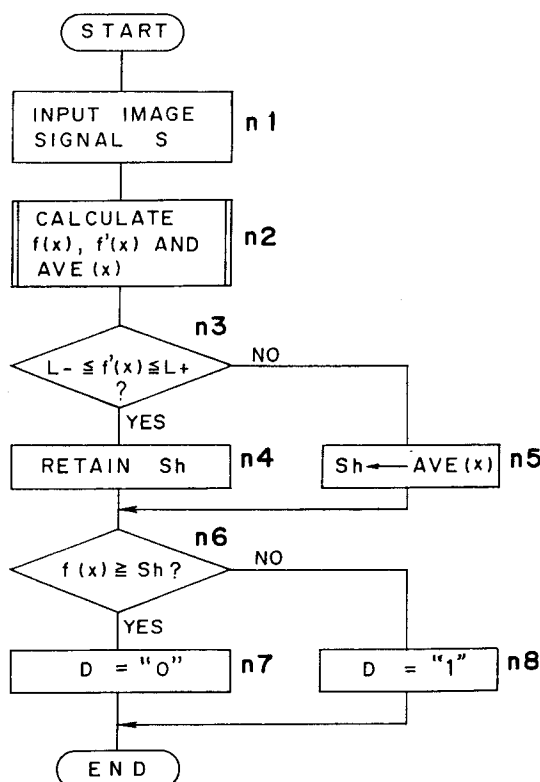 START
INPUT IMAGE
SIGNAL S
n1
CALCULATE
f(x), f'(x) AND
AVE(x)
n2
n3
L- ≦ f'(x) ≦ L+
?
NO
YES
RETAIN Sh
n4
Sh ← AVE(x)
n5
n6
f(x) ≧ Sh?
NO
YES
D = "0"
n7
D = "1"
n8
END